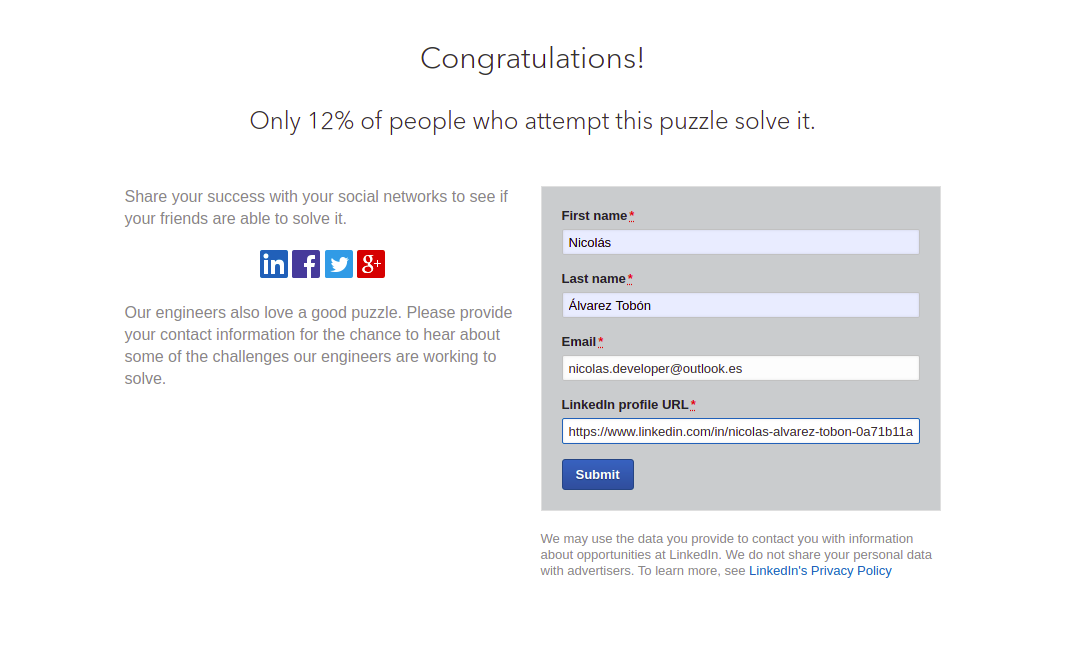 Congratulations!
Only 12% of people who attempt this puzzle solve it.
Share your success with your social networks to see if
your friends are able to solve it.
in f g+
Our engineers also love a good puzzle. Please provide
your contact information for the chance to hear about
some of the challenges our engineers are working to
solve.
First name*
Nicolás
Last name*
Álvarez Tobón
Email*
nicolas.developer@outlook.es
LinkedIn profile URL*
https://www.linkedin.com/in/nicolas-alvarez-tobon-0a71b11a
Submit
We may use the data you provide to contact you with information
about opportunities at LinkedIn. We do not share your personal data
with advertisers. To learn more, see LinkedIn's Privacy Policy